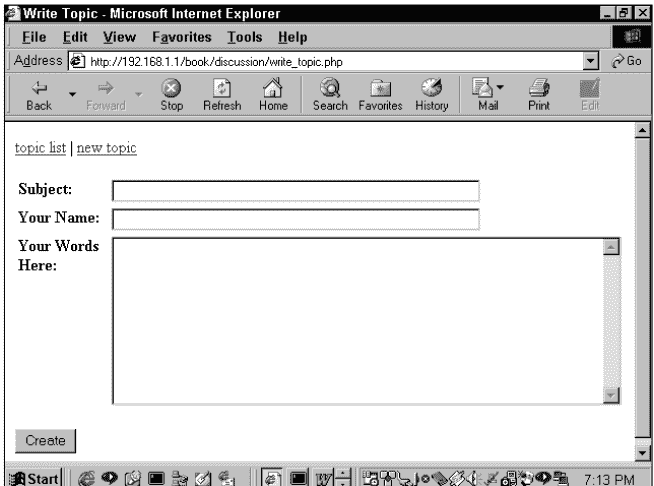 Write Topic - Microsoft Internet Explorer
File Edit View Favorites Tools Help
Address http://192.168.1.1/book/discussion/write_topic.php Go
Back Forward Stop Refresh Home Search Favorites History Mail Print Edit
topic list | new topic
Subject:
Your Name:
Your Words
Here:
Create
Start 7:13 PM